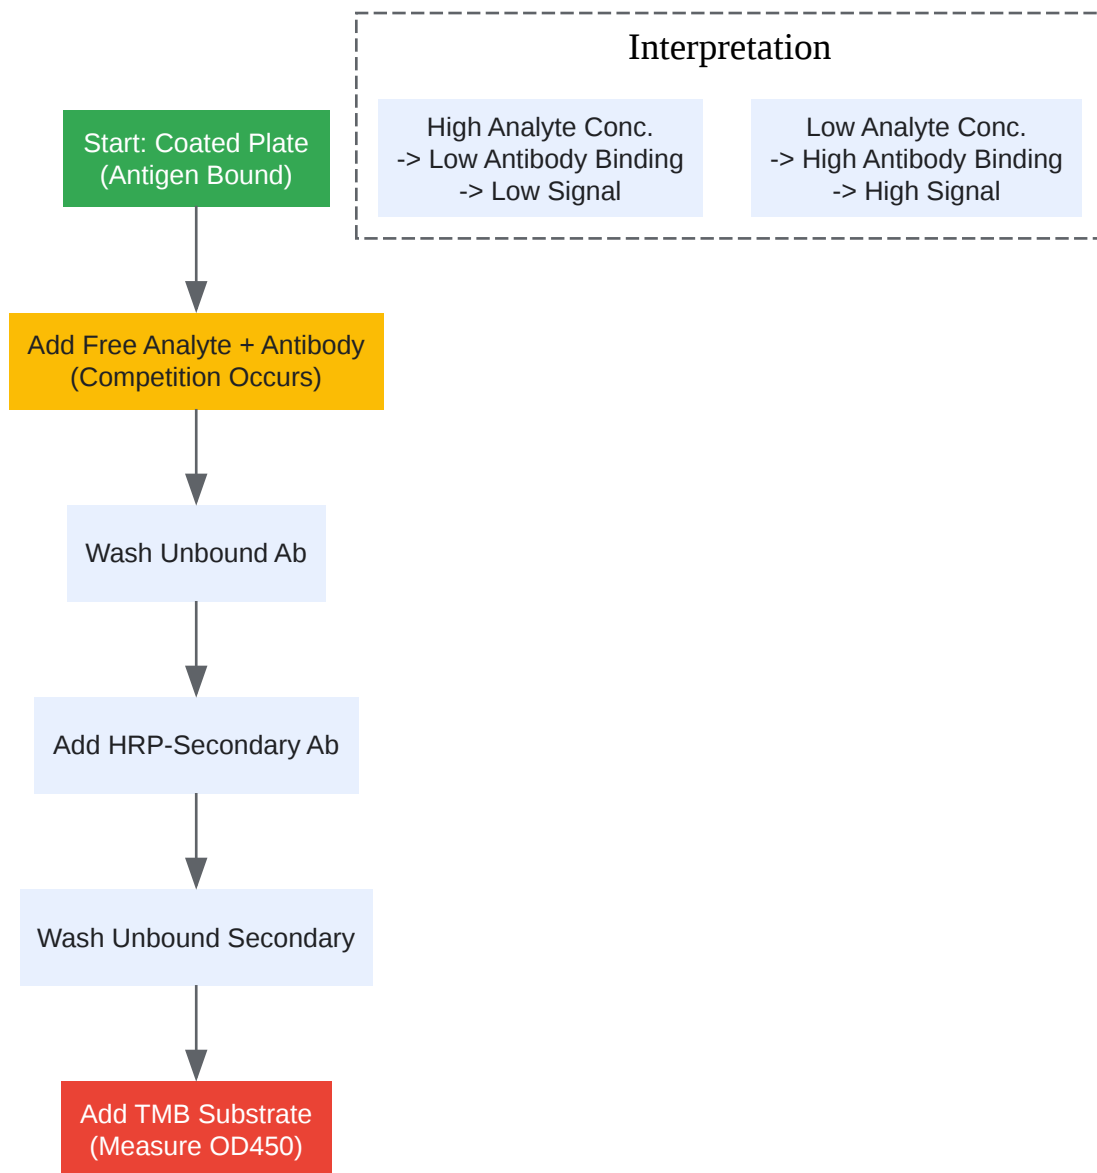 Interpretation
High Analyte Conc.
-> Low Antibody Binding
-> Low Signal
Low Analyte Conc.
-> High Antibody Binding
-> High Signal
Start: Coated Plate
(Antigen Bound)
Add Free Analyte + Antibody
(Competition Occurs)
Wash Unbound Ab
Add HRP-Secondary Ab
Wash Unbound Secondary
Add TMB Substrate
(Measure OD450)